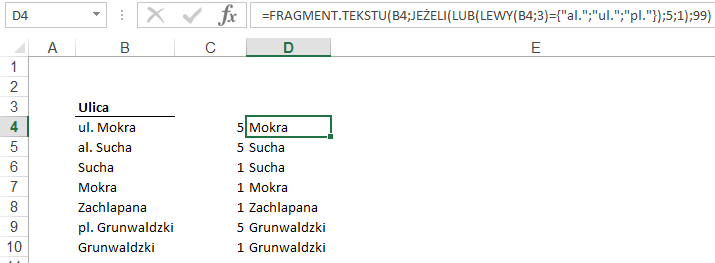 D4 fx =FRAGMENT.TEKSTU(B4;JEŻELI(LUB(LEWY(B4;3)={"al.";"ul.";"pl."});5;1);99)
A B C D E
1
2
3 Ulica
4 ul. Mokra 5 Mokra
5 al. Sucha 5 Sucha
6 Sucha 1 Sucha
7 Mokra 1 Mokra
8 Zachlapana 1 Zachlapana
9 pl. Grunwaldzki 5 Grunwaldzki
10 Grunwaldzki 1 Grunwaldzki